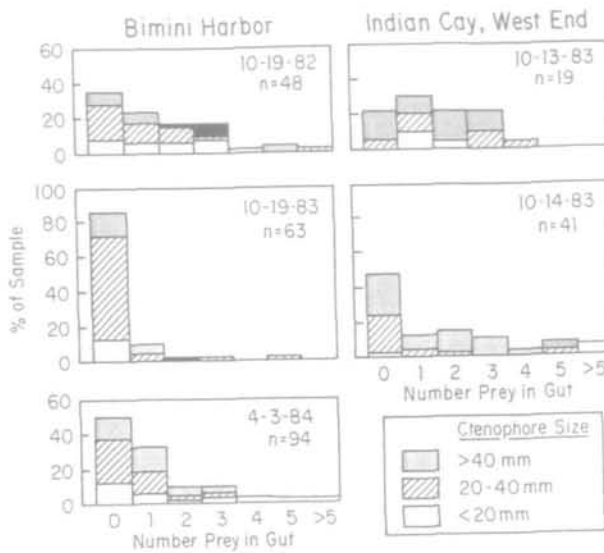 Bimini Harbor
Indian Cay, West End
60
40
20
0
10-19-82
n=48
10-13-83
n=19
% of Sample
100
80
60
40
20
0
10-19-83
n=63
10-14-83
n=41
0 1 2 3 4 5 >5
Number Prey in Gut
60
40
20
0
4-3-84
n=94
0 1 2 3 4 5 >5
Number Prey in Gut
Ctenophore Size
>40 mm
20-40 mm
<20 mm